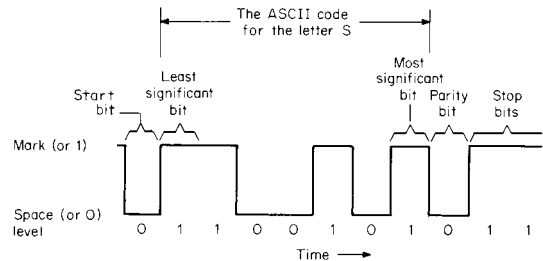 The ASCII code
for the letter S
Start
bit
Least
significant
bit
Most
significant
bit
Parity
bit
Stop
bits
Mark (or 1)
Space (or 0)
level
0 1 1 0 0 1 0 1 0 1 1
Time